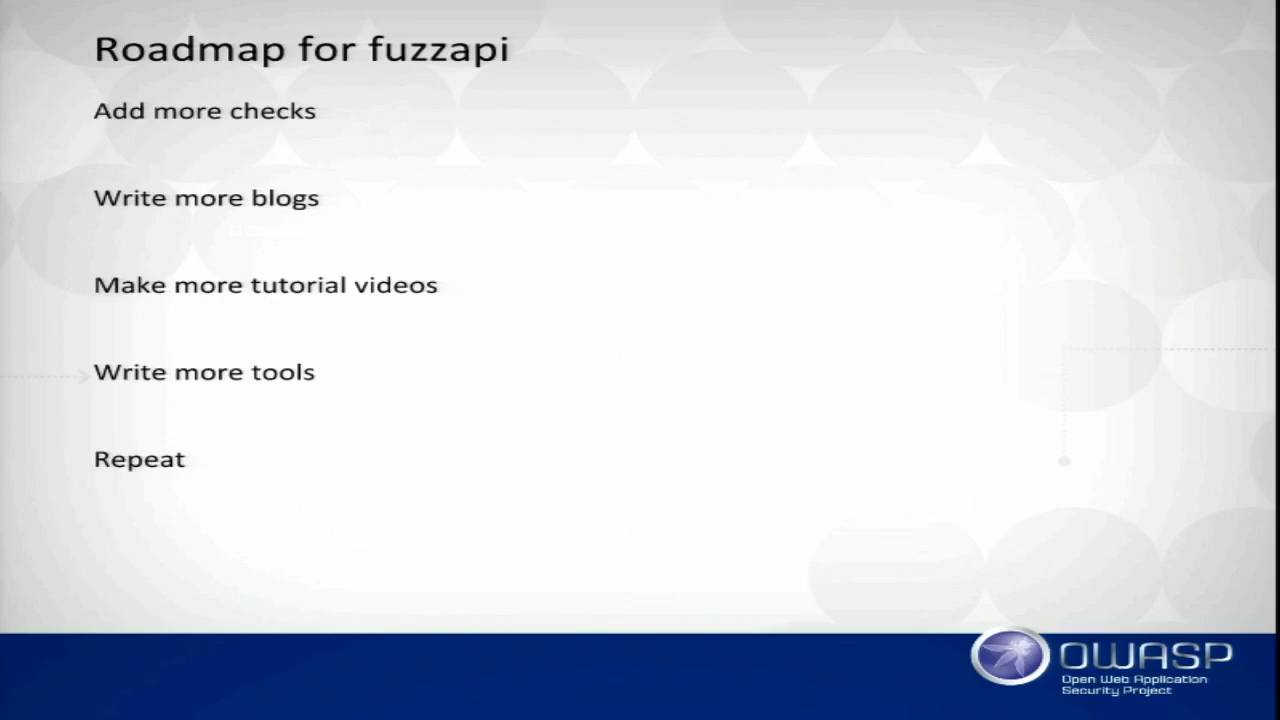 Roadmap for fuzzapi
Add more checks
Write more blogs
Make more tutorial videos
Write more tools
Repeat
OWASP
Open Web Application
Security Project